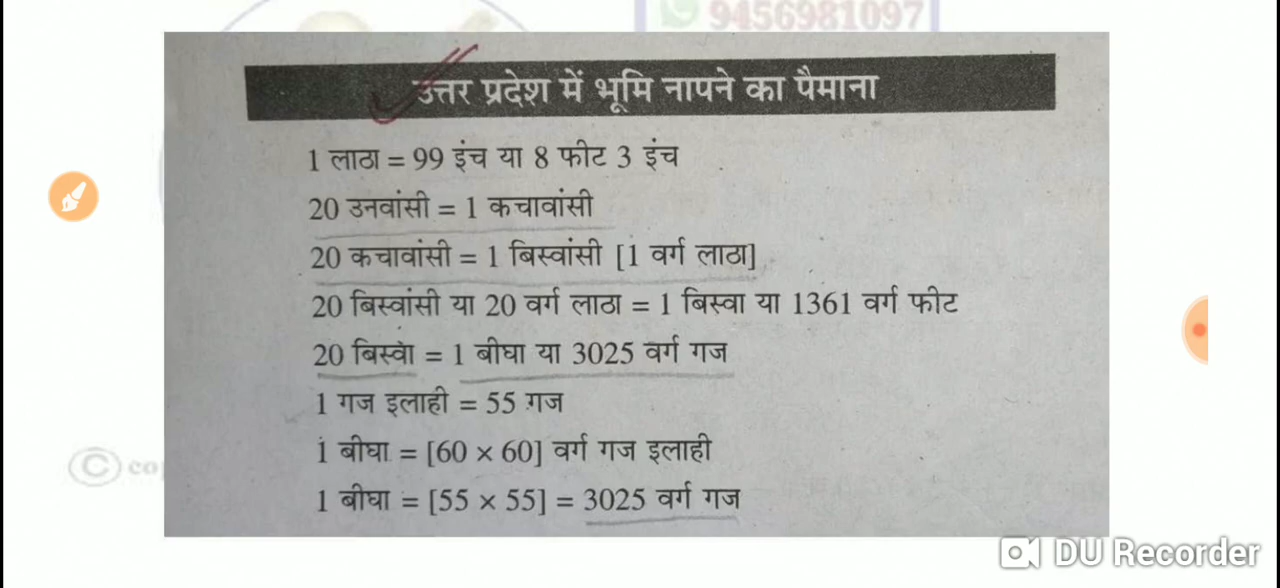 9456981097
उत्तर प्रदेश में भूमि नापने का पैमाना
1 लाठा = 99 इंच या 8 फीट 3 इंच
20 उनवांसी = 1 कचावांसी
20 कचावांसी = 1 बिस्वांसी [1 वर्ग लाठा]
20 बिस्वांसी या 20 वर्ग लाठा = 1 बिस्वा या 1361 वर्ग फीट
20 बिस्वा = 1 बीघा या 3025 वर्ग गज
1 गज इलाही = 55 गज
1 बीघा = [60 × 60] वर्ग गज इलाही
1 बीघा = [55 × 55] = 3025 वर्ग गज
©
DU Recorder